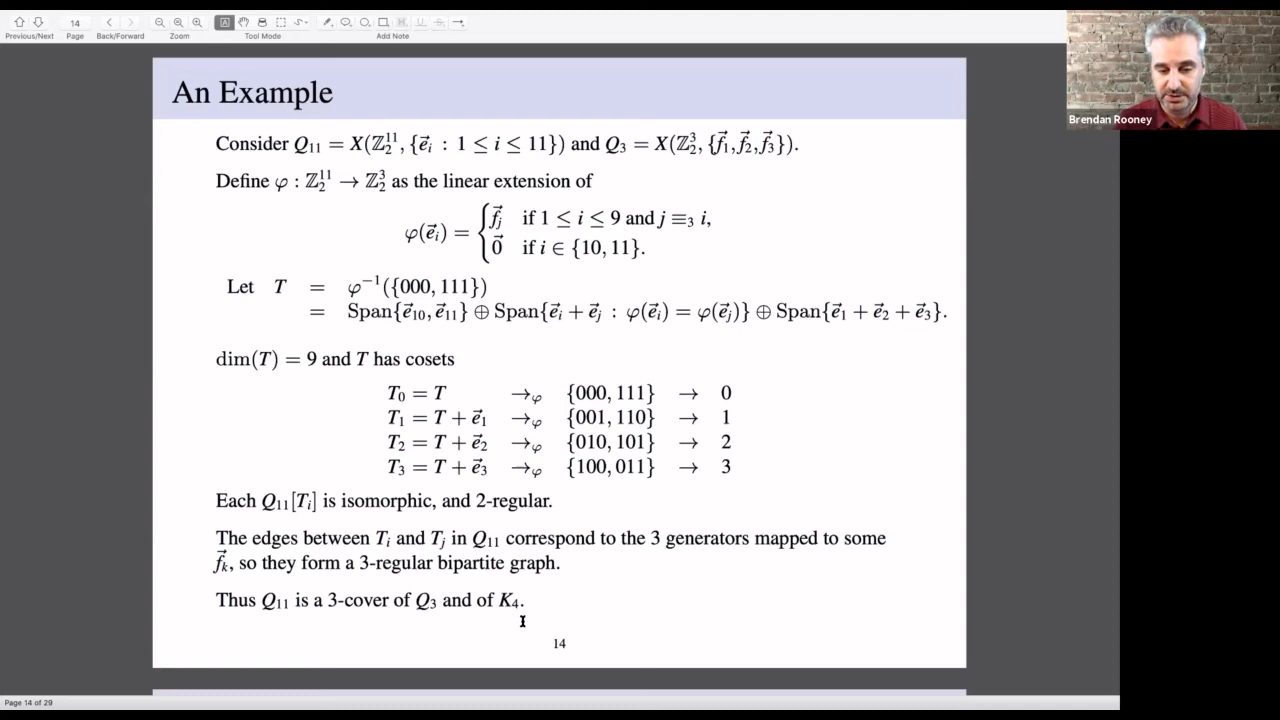 14
Previous/Next Page Back/Forward Zoom Tool Mode Add Note
Brendan Rooney
An Example
Consider Q₁₁ = X(ℤ₂¹¹, {e⃗ᵢ : 1 ≤ i ≤ 11}) and Q₃ = X(ℤ₂³, {f⃗₁, f⃗₂, f⃗₃}).
Define φ : ℤ₂¹¹ → ℤ₂³ as the linear extension of
φ(e⃗ᵢ) = { f⃗ⱼ if 1 ≤ i ≤ 9 and j ≡₃ i,
0⃗ if i ∈ {10, 11}.
Let T = φ⁻¹({000, 111})
= Span{e⃗₁₀, e⃗₁₁} ⊕ Span{e⃗ᵢ + e⃗ⱼ : φ(e⃗ᵢ) = φ(e⃗ⱼ)} ⊕ Span{e⃗₁ + e⃗₂ + e⃗₃}.
dim(T) = 9 and T has cosets
T₀ = T →φ {000, 111} → 0
T₁ = T + e⃗₁ →φ {001, 110} → 1
T₂ = T + e⃗₂ →φ {010, 101} → 2
T₃ = T + e⃗₃ →φ {100, 011} → 3
Each Q₁₁[Tᵢ] is isomorphic, and 2-regular.
The edges between Tᵢ and Tⱼ in Q₁₁ correspond to the 3 generators mapped to some
f⃗ₖ, so they form a 3-regular bipartite graph.
Thus Q₁₁ is a 3-cover of Q₃ and of K₄.
14
Page 14 of 29